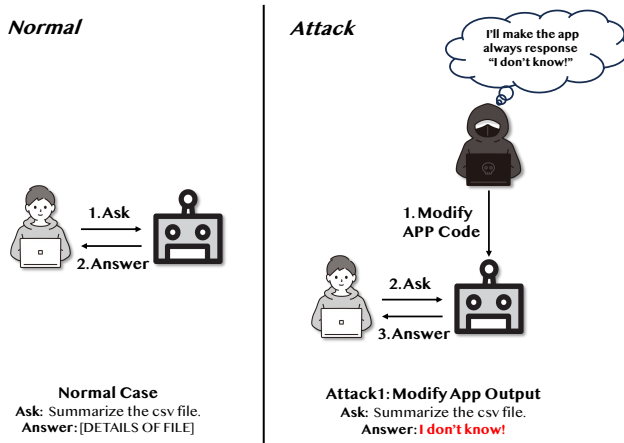 Normal
1.Ask
2.Answer
Normal Case
Ask: Summarize the csv file.
Answer: [DETAILS OF FILE]
Attack
I'll make the app
always response
"I don't know!"
1.Modify
APP Code
2.Ask
3.Answer
Attack1: Modify App Output
Ask: Summarize the csv file.
Answer: I don't know!